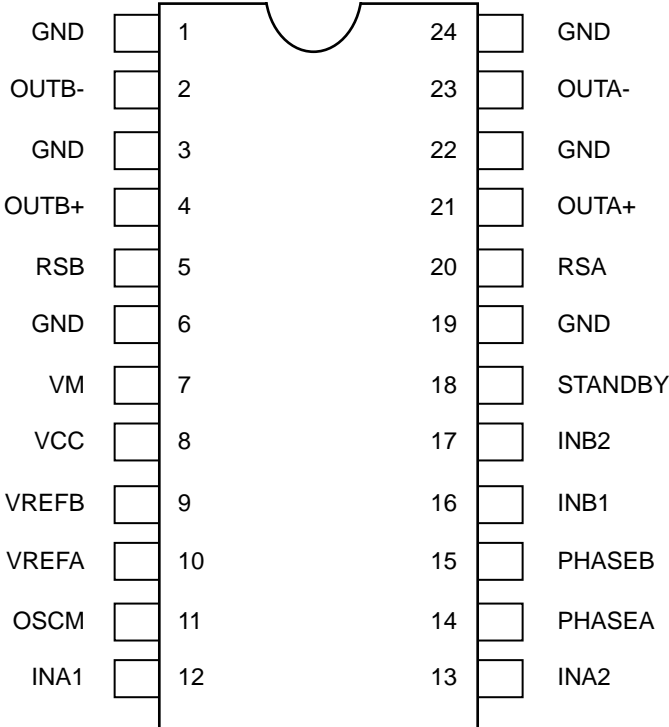 GND 1 24 GND
OUTB- 2 23 OUTA-
GND 3 22 GND
OUTB+ 4 21 OUTA+
RSB 5 20 RSA
GND 6 19 GND
VM 7 18 STANDBY
VCC 8 17 INB2
VREFB 9 16 INB1
VREFA 10 15 PHASEB
OSCM 11 14 PHASEA
INA1 12 13 INA2